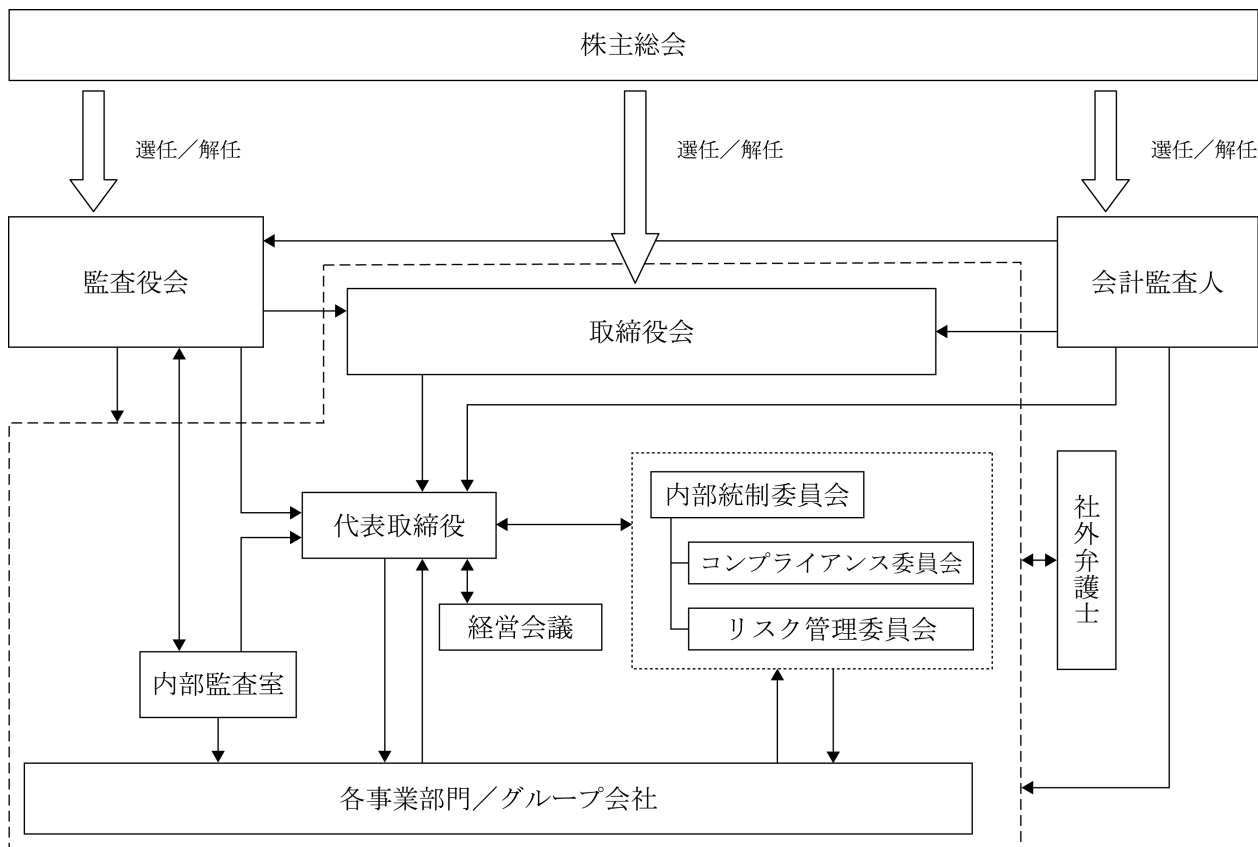 株主総会
選任／解任
選任／解任
選任／解任
監査役会
取締役会
会計監査人
代表取締役
内部統制委員会
コンプライアンス委員会
リスク管理委員会
経営会議
社外弁護士
内部監査室
各事業部門／グループ会社